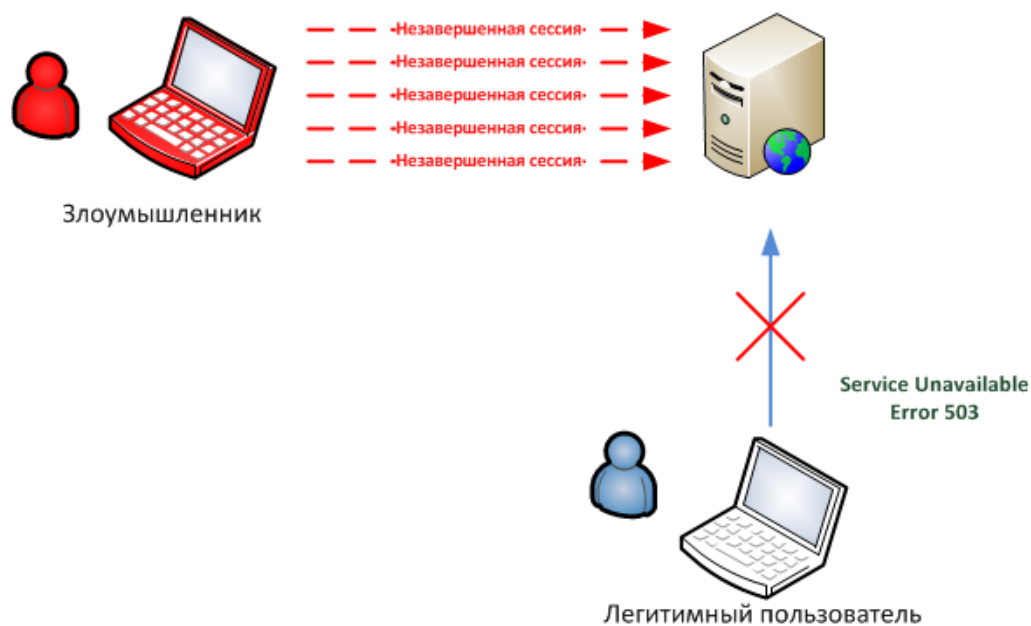 Незавершенная сессия
Незавершенная сессия
Незавершенная сессия
Незавершенная сессия
Незавершенная сессия
Злоумышленник
Service Unavailable
Error 503
Легитимный пользователь